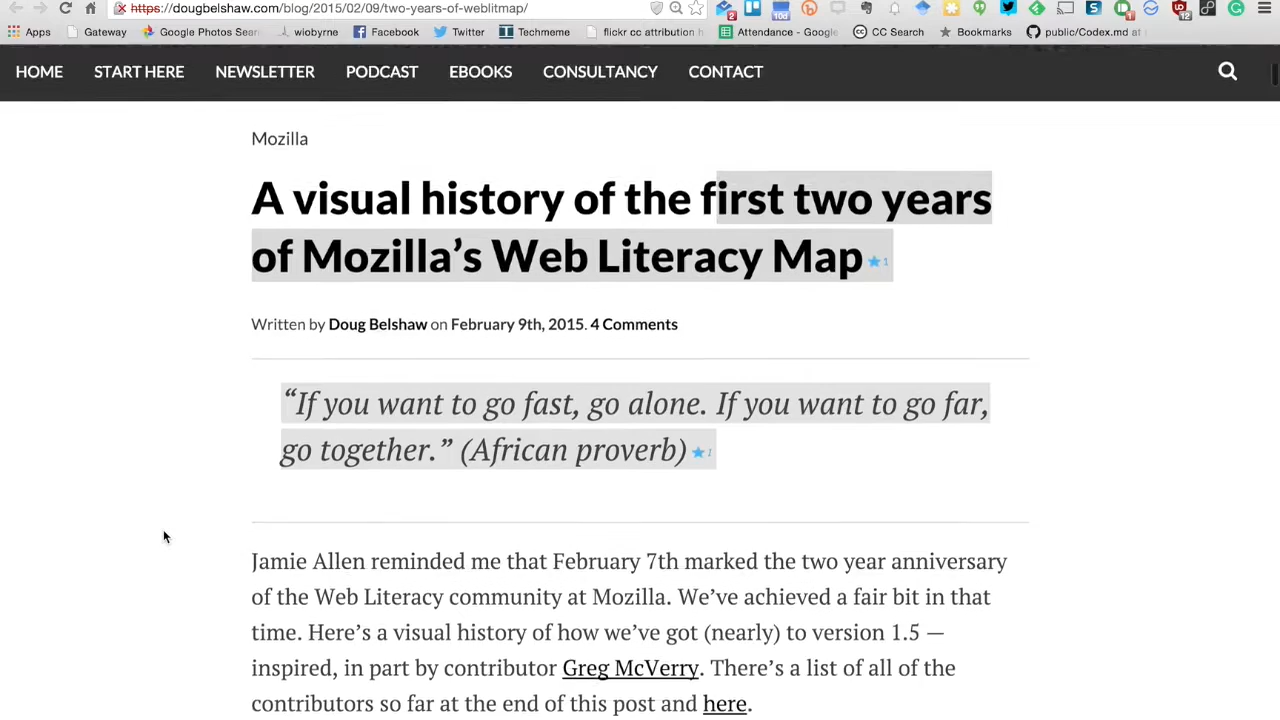 https://dougbelshaw.com/blog/2015/02/09/two-years-of-weblitmap/
2
10d
1
12
Apps Gateway Google Photos Sear wiobyrne Facebook Twitter Techmeme flickr cc attribution h Attendance - Google CC Search Bookmarks public/Codex.md at
HOME START HERE NEWSLETTER PODCAST EBOOKS CONSULTANCY CONTACT
Mozilla
A visual history of the first two years
of Mozilla’s Web Literacy Map 1
Written by Doug Belshaw on February 9th, 2015. 4 Comments
“If you want to go fast, go alone. If you want to go far,
go together.” (African proverb) 1
Jamie Allen reminded me that February 7th marked the two year anniversary
of the Web Literacy community at Mozilla. We’ve achieved a fair bit in that
time. Here’s a visual history of how we’ve got (nearly) to version 1.5 —
inspired, in part by contributor Greg McVerry. There’s a list of all of the
contributors so far at the end of this post and here.